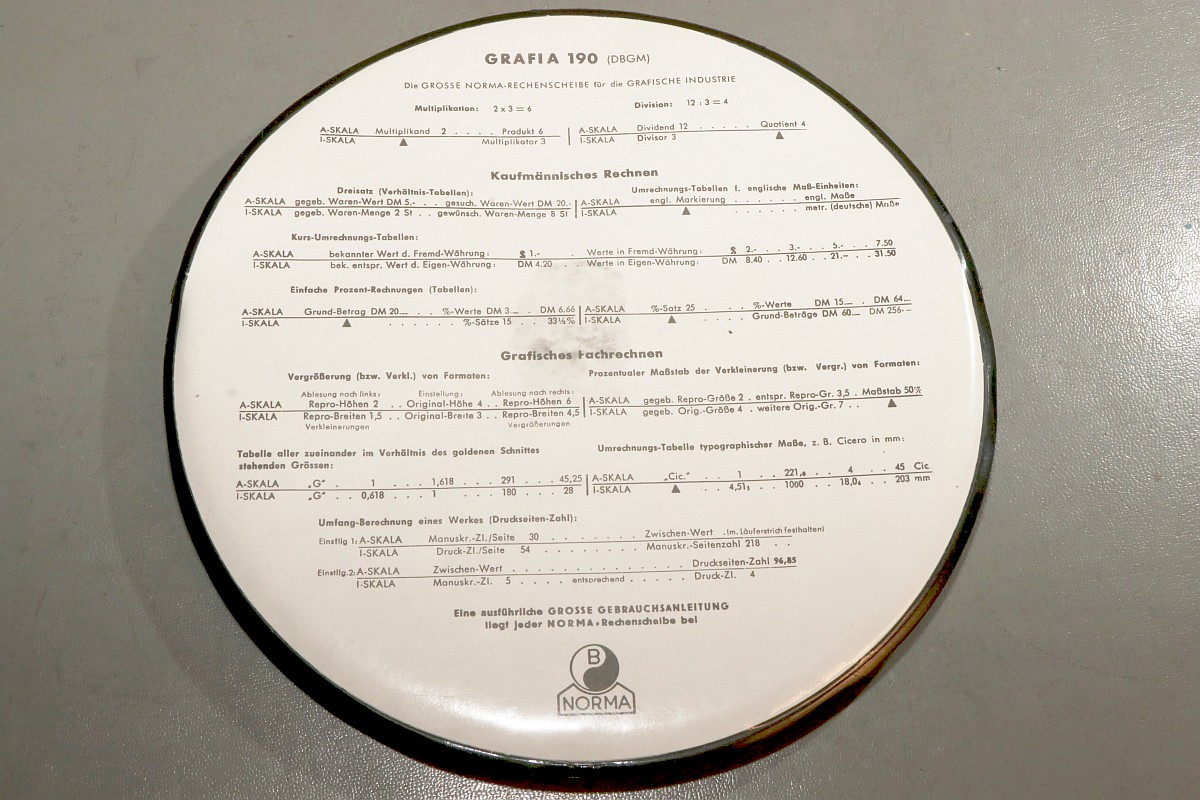 GRAFIA 190 (DBGM)
Die GROSSE NORMA-RECHENSCHEIBE für die GRAFISCHE INDUSTRIE
Multiplikation: 2 x 3 = 6
Division: 12 : 3 = 4
A-SKALA Multiplikand 2 . . . . Produkt 6
I-SKALA ▲ Multiplikator 3
A-SKALA Dividend 12 . . . . . Quotient 4
I-SKALA Divisor 3 ▲
Kaufmännisches Rechnen
Dreisatz (Verhältnis-Tabellen):
A-SKALA gegeb. Waren-Wert DM 5.- . . gesuch. Waren-Wert DM 20.-
I-SKALA gegeb. Waren-Menge 2 St . . gewünsch. Waren-Menge 8 St
Umrechnungs-Tabellen f. englische Maß-Einheiten:
A-SKALA engl. Markierung . . . . . . engl. Maße
I-SKALA ▲ . . . . . . metr. (deutsche) Maße
Kurs-Umrechnungs-Tabellen:
A-SKALA bekannter Wert d. Fremd-Währung: $ 1.- . Werte in Fremd-Währung: $ 2.- . . 3.- . . 5.- . . 7.50
I-SKALA bek. entspr. Wert d. Eigen-Währung: DM 4.20 . . Werte in Eigen-Währung: DM 8.40 . . 12.60 . . 21.- . . 31.50
Einfache Prozent-Rechnungen (Tabellen):
A-SKALA Grund-Betrag DM 20.— . . %-Werte DM 3.— . DM 6.66
I-SKALA ▲ . . . . . . %-Sätze 15 . . 33⅓%
A-SKALA %-Satz 25 . . . . %-Werte DM 15.— . DM 64.—
I-SKALA ▲ . . . . Grund-Beträge DM 60.— DM 256.--
Grafisches Fachrechnen
Vergrößerung (bzw. Verkl.) von Formaten:
Ablesung nach links: Einstellung: Ablesung nach rechts:
A-SKALA Repro-Höhen 2 . . Original-Höhe 4 . . Repro-Höhen 6
I-SKALA Repro-Breiten 1,5 . . Original-Breite 3 . . Repro-Breiten 4,5
Verkleinerungen Vergrößerungen
Prozentualer Maßstab der Verkleinerung (bzw. Vergr.) von Formaten:
A-SKALA gegeb. Repro-Größe 2 . entspr. Repro-Gr. 3,5 . Maßstab 50%
I-SKALA gegeb. Orig.-Größe 4 . weitere Orig.-Gr. 7 . . ▲
Tabelle aller zueinander im Verhältnis des goldenen Schnittes
stehenden Grössen:
A-SKALA „G" . 1 . . . 1,618 . . . 291 . . . 45,25
I-SKALA „G" . . 0,618 . . . 1 . . . 180 . . . 28
Umrechnungs-Tabelle typographischer Maße, z. B. Cicero in mm:
A-SKALA „Cic." . . 1 . . 221,₆ . . 4 . . 45 Cic.
I-SKALA ▲ . . 4,51₁ . . 1000 . . 18,0₄ . . 203 mm
Umfang-Berechnung eines Werkes (Druckseiten-Zahl):
Einstllg 1: A-SKALA Manuskr.-Zl./Seite 30 . . . . . . . Zwischen-Wert .(m. Läuferstrich festhalten)
I-SKALA Druck-Zl./Seite 54 . . . . . . . Manuskr.-Seitenzahl 218 . .
Einstllg.2: A-SKALA Zwischen-Wert . . . . . . . . . . . . Druckseiten-Zahl 96,85
I-SKALA Manuskr.-Zl. 5 . . . . entsprechend . . . . . Druck-Zl. 4
Eine ausführliche GROSSE GEBRAUCHSANLEITUNG
liegt jeder NORMA-Rechenscheibe bei
B
NORMA